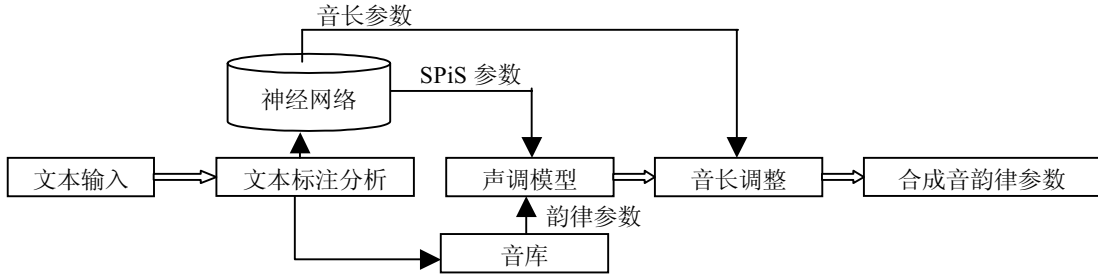 音长参数
SPiS 参数
神经网络
文本输入
文本标注分析
声调模型
音长调整
合成音韵律参数
韵律参数
音库